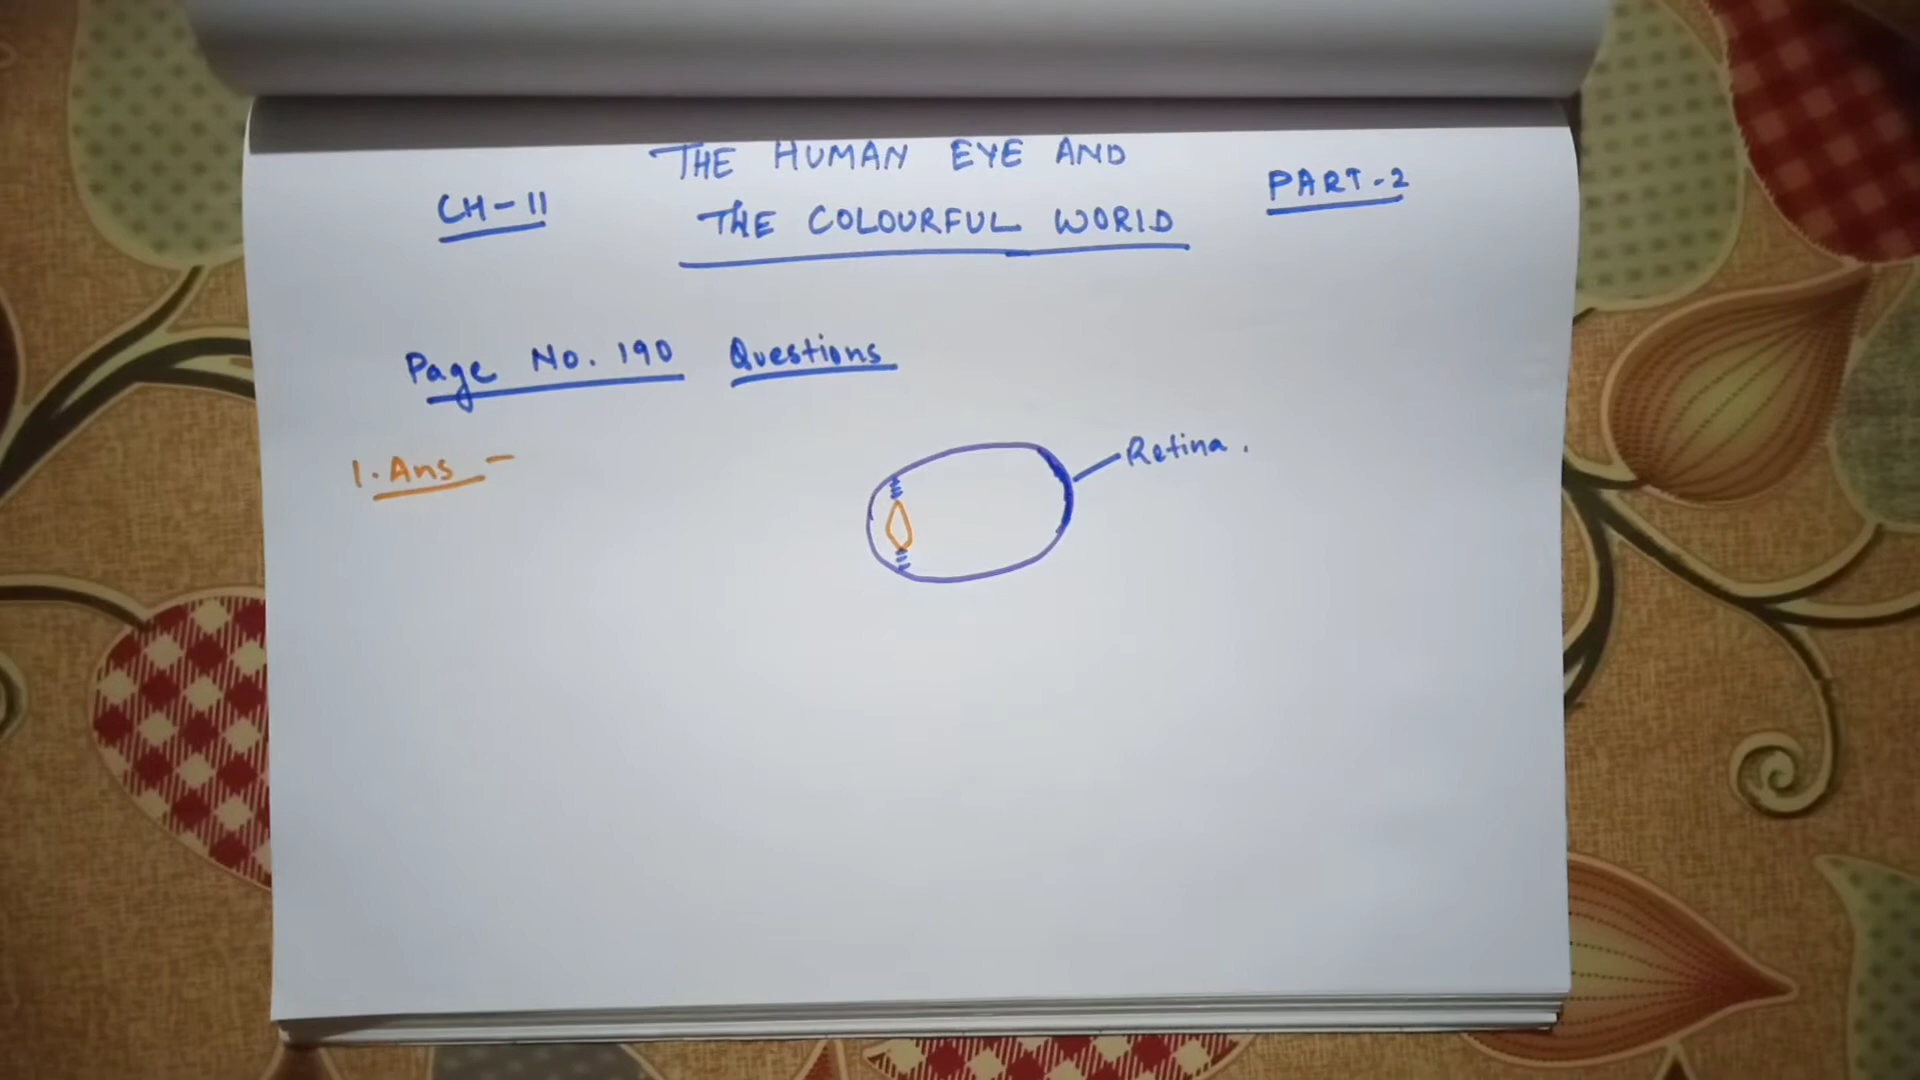 THE HUMAN EYE AND
CH-11
THE COLOURFUL WORLD
PART-2
Page No. 190 Questions
1. Ans -
Retina.